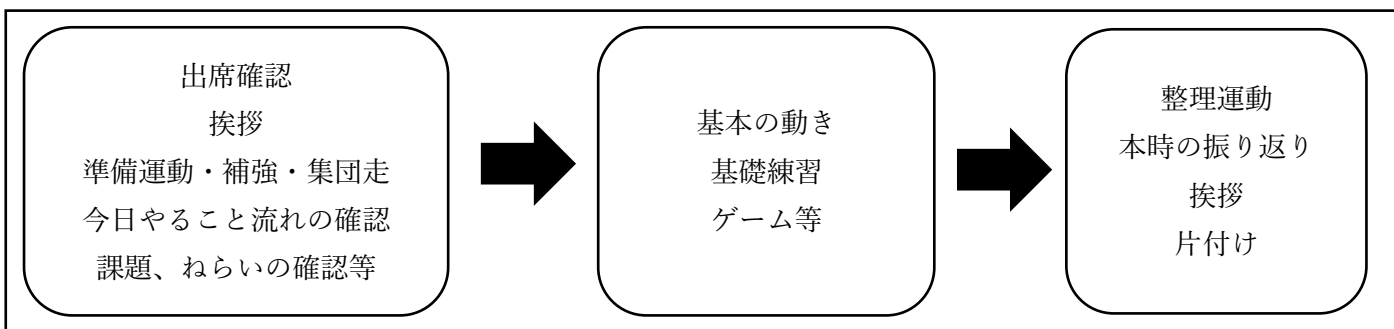 出席確認
挨拶
準備運動・補強・集団走
今日やること流れの確認
課題、ねらいの確認等
基本の動き
基礎練習
ゲーム等
整理運動
本時の振り返り
挨拶
片付け